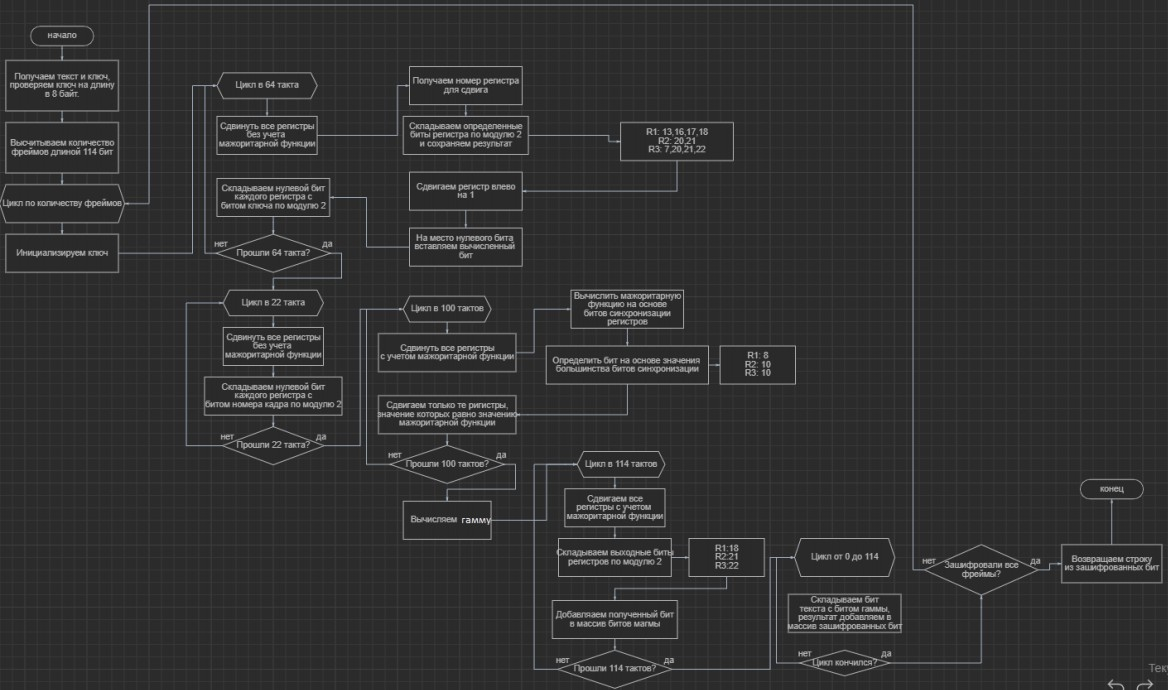 начало
Получаем текст и ключ,
проверяем ключ на длину
в 8 байт.
Высчитываем количество
фреймов длиной 114 бит
Цикл по количеству фреймов
Инициализируем ключ
Цикл в 64 такта
Сдвинуть все регистры
без учета
мажоритарной функции
Получаем номер регистра
для сдвига
Складываем определенные
биты регистра по модулю 2
и сохраняем результат
R1: 13,16,17,18
R2: 20,21
R3: 7,20,21,22
Сдвигаем регистр влево
на 1
На место нулевого бита
вставляем вычисленный
бит
Складываем нулевой бит
каждого регистра с
битом ключа по модулю 2
нет
да
Прошли 64 такта?
Цикл в 22 такта
Сдвинуть все регистры
без учета
мажоритарной функции
Складываем нулевой бит
каждого регистра с
битом номера кадра по модулю 2
нет
да
Прошли 22 такта?
Цикл в 100 тактов
Сдвинуть все регистры
с учетом мажоритарной функции
Вычислить мажоритарную
функцию на основе
битов синхронизации
регистров
Определить бит на основе значения
большинства битов синхронизации
R1: 8
R2: 10
R3: 10
Сдвигаем только те ригистры,
значение которых равно значению
мажоритарной функции
нет
да
Прошли 100 тактов?
Вычисляем гамму
Цикл в 114 тактов
Сдвигаем все
регистры с учетом
мажоритарной функции
Складываем выходные биты
регистров по модулю 2
R1:18
R2:21
R3:22
Добавляаем полученный бит
в массив битов магмы
нет
да
Прошли 114 тактов?
Цикл от 0 до 114
Складываем бит
текста с битом гаммы,
результат добавляем в
массив зашифрованных бит
нет
да
Цикл кончился?
нет
да
Зашифровали все
фреймы?
Возвращаем строку
из зашифрованных бит
конец